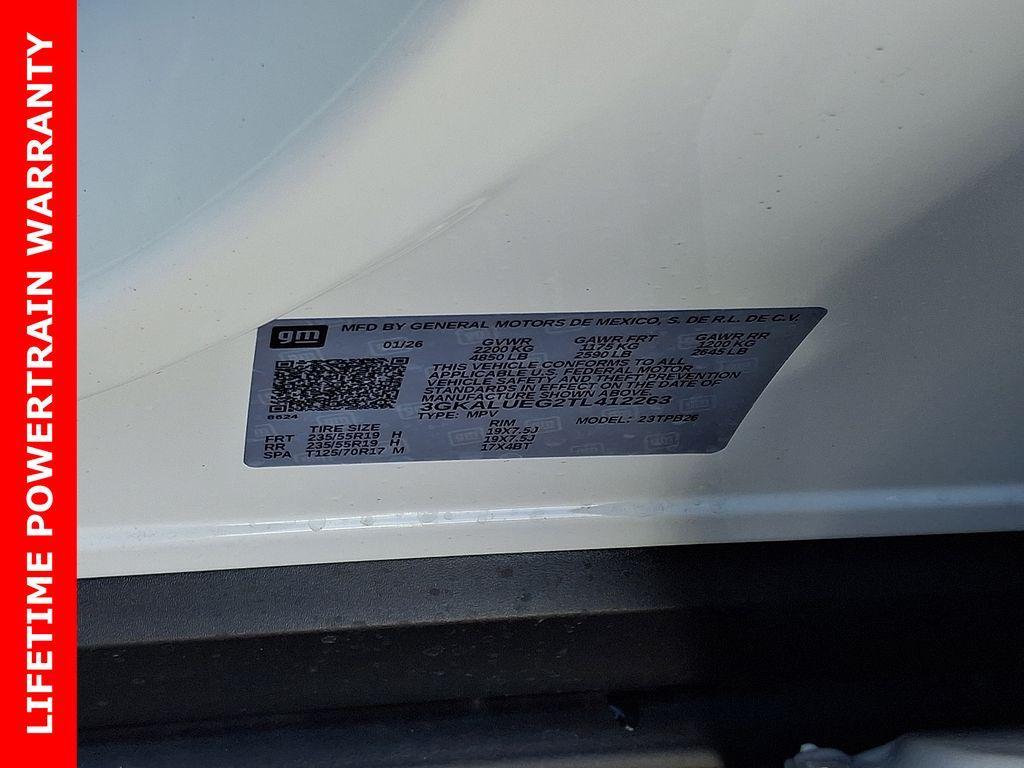 LIFETIME POWERTRAIN WARRANTY
gm MFD BY GENERAL MOTORS DE MEXICO, S. DE R.L. DE C.V.
01/26 GVWR GAWR FRT GAWR RR
2200 KG 1175 KG 1200 KG
4850 LB 2590 LB 2645 LB
THIS VEHICLE CONFORMS TO ALL
APPLICABLE U.S. FEDERAL MOTOR
VEHICLE SAFETY AND THEFT PREVENTION
STANDARDS IN EFFECT ON THE DATE OF
MANUFACTURE SHOWN ABOVE.
3GKALUEG2TL412263
6624 TYPE: MPV MODEL: 23TPB26
TIRE SIZE RIM
FRT 235/55R19 H 19X7.5J
RR 235/55R19 H 19X7.5J
SPA T125/70R17 M 17X4BT